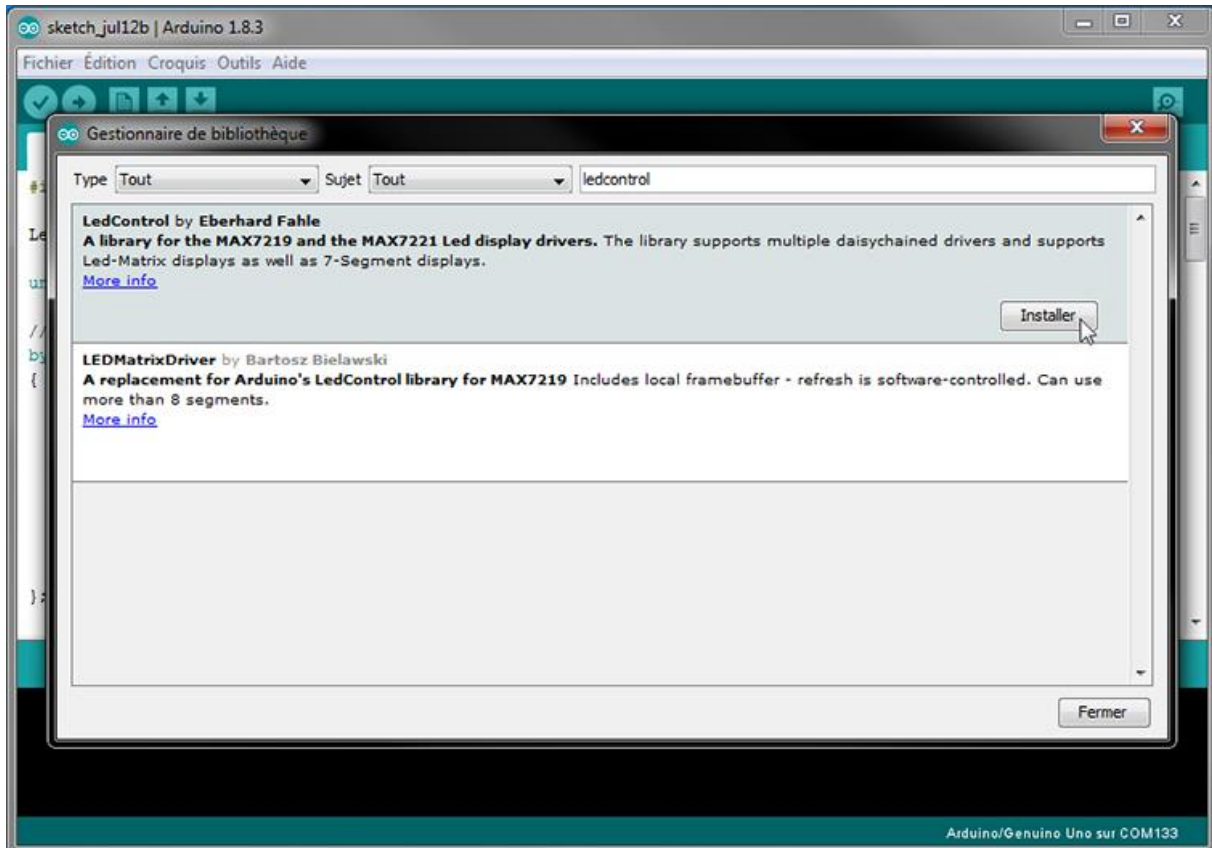 sketch_jul12b | Arduino 1.8.3
Fichier Édition Croquis Outils Aide
Gestionnaire de bibliothèque
Type Tout Sujet Tout ledcontrol
LedControl by Eberhard Fahle
A library for the MAX7219 and the MAX7221 Led display drivers. The library supports multiple daisychained drivers and supports
Led-Matrix displays as well as 7-Segment displays.
More info
Installer
LEDMatrixDriver by Bartosz Bielawski
A replacement for Arduino's LedControl library for MAX7219 Includes local framebuffer - refresh is software-controlled. Can use
more than 8 segments.
More info
Fermer
#i
Le
un
//
by
{
};
Arduino/Genuino Uno sur COM133